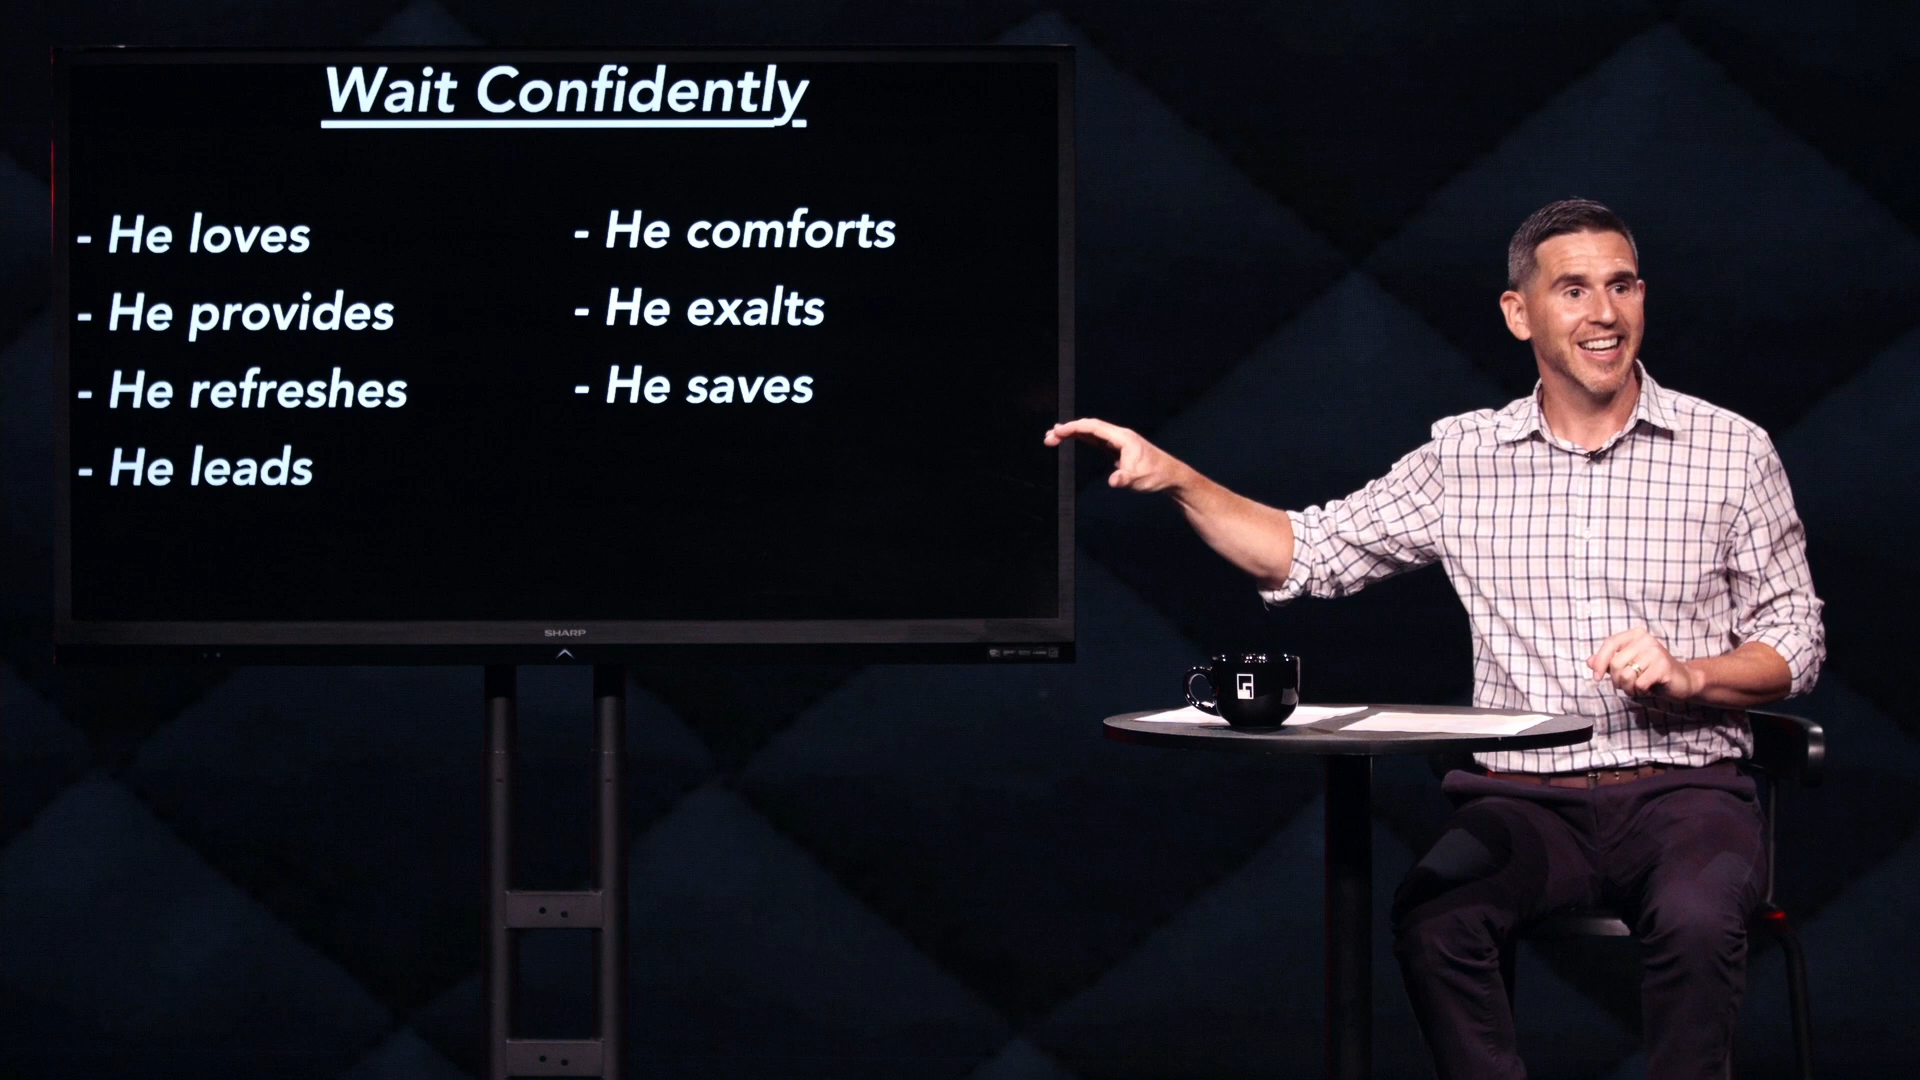 Wait Confidently
- He loves
- He provides
- He refreshes
- He leads
- He comforts
- He exalts
- He saves
SHARP